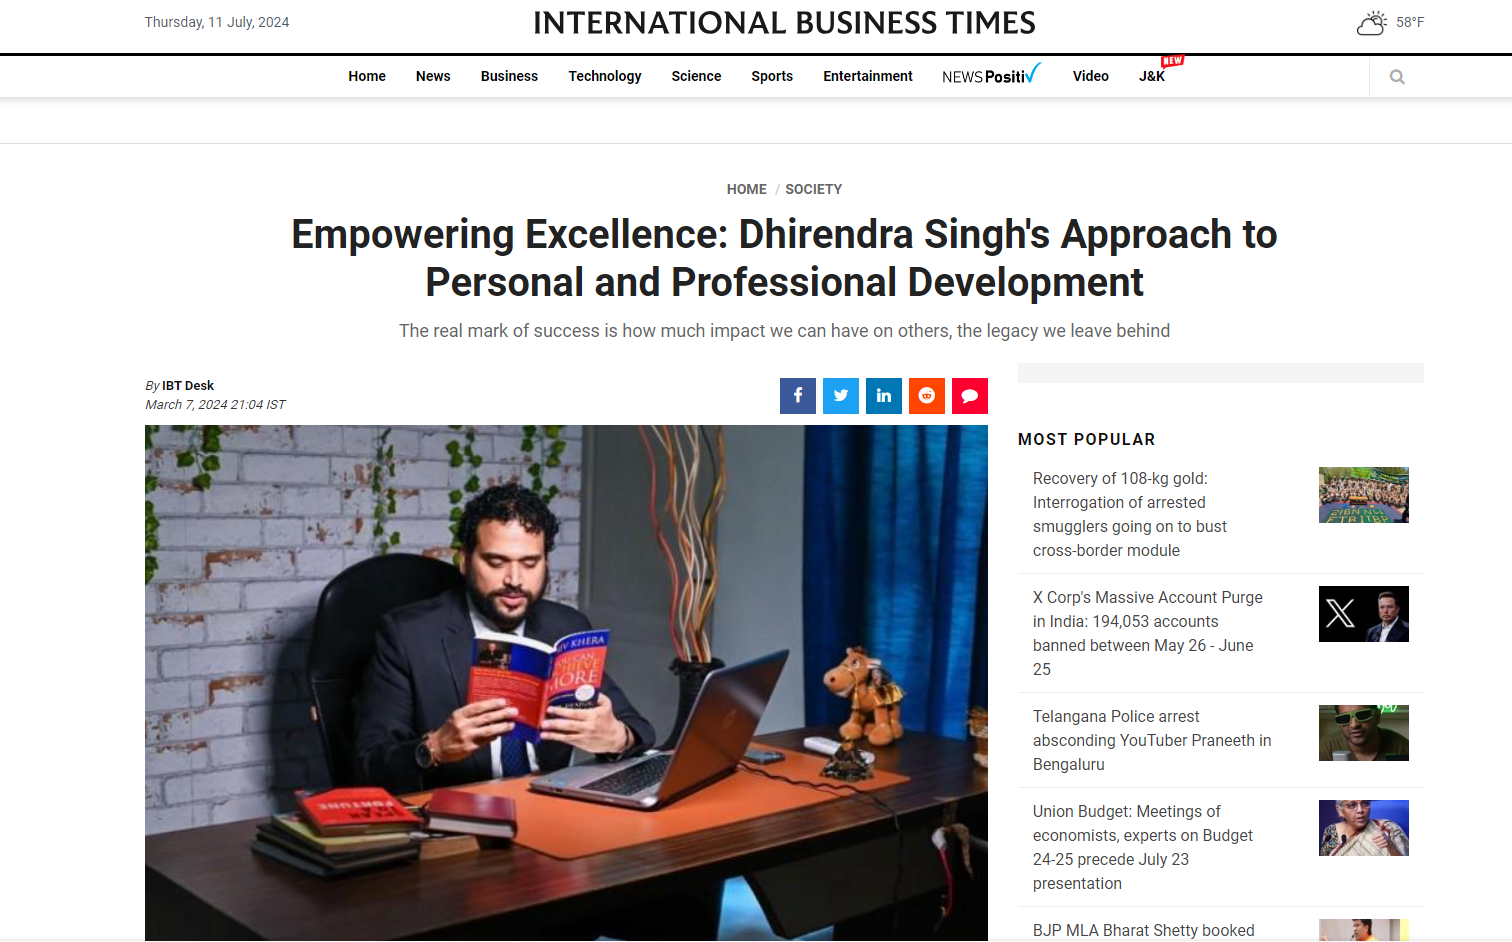 Thursday, 11 July, 2024
INTERNATIONAL BUSINESS TIMES
58°F
Home News Business Technology Science Sports Entertainment NEWS Positiv Video J&K NEW
HOME / SOCIETY
Empowering Excellence: Dhirendra Singh's Approach to
Personal and Professional Development
The real mark of success is how much impact we can have on others, the legacy we leave behind
By IBT Desk
March 7, 2024 21:04 IST
f in
KHERA
MORE
FORTUNE
MOST POPULAR
Recovery of 108-kg gold:
Interrogation of arrested
smugglers going on to bust
cross-border module
X Corp's Massive Account Purge
in India: 194,053 accounts
banned between May 26 - June
25
X
Telangana Police arrest
absconding YouTuber Praneeth in
Bengaluru
Union Budget: Meetings of
economists, experts on Budget
24-25 precede July 23
presentation
BJP MLA Bharat Shetty booked